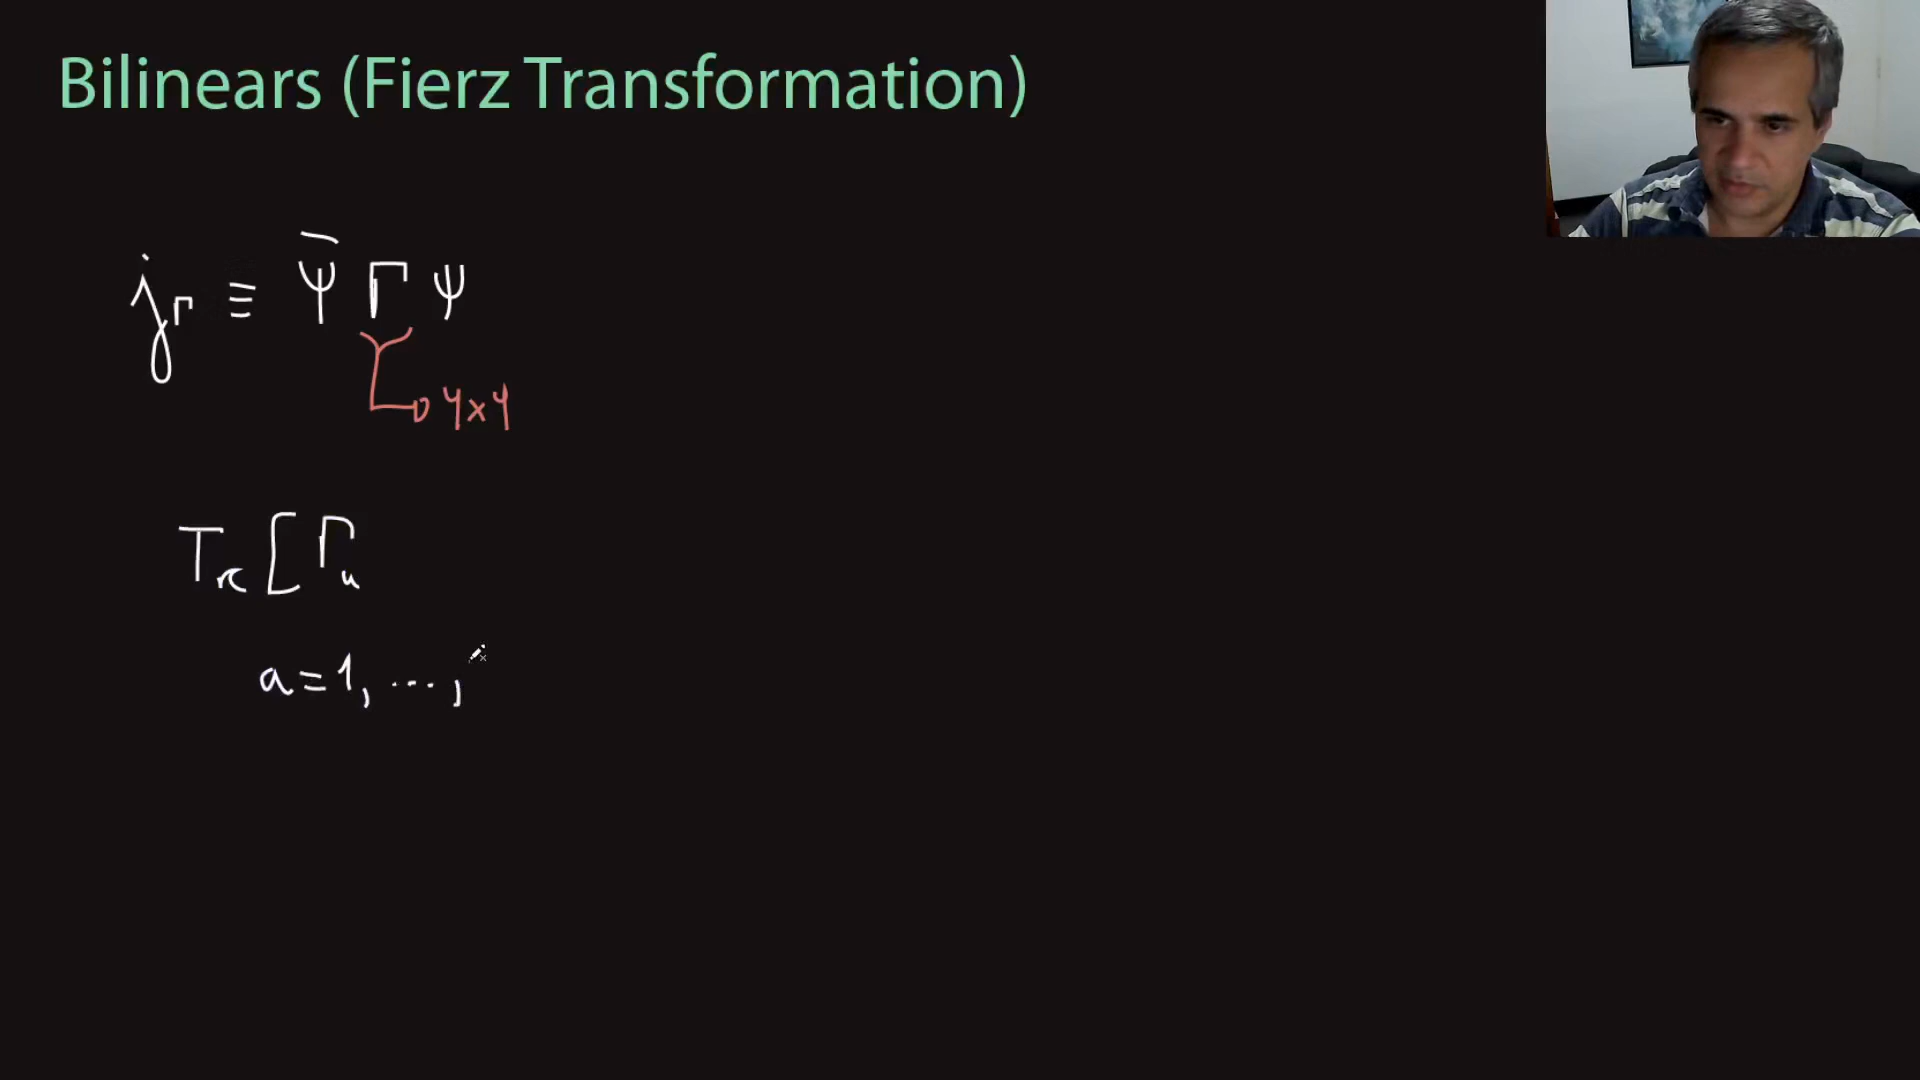 Bilinears (Fierz Transformation)
j_Γ ≡ ψ̄ Γ ψ
4×4
Tr [ Γ_a
a = 1, ...,